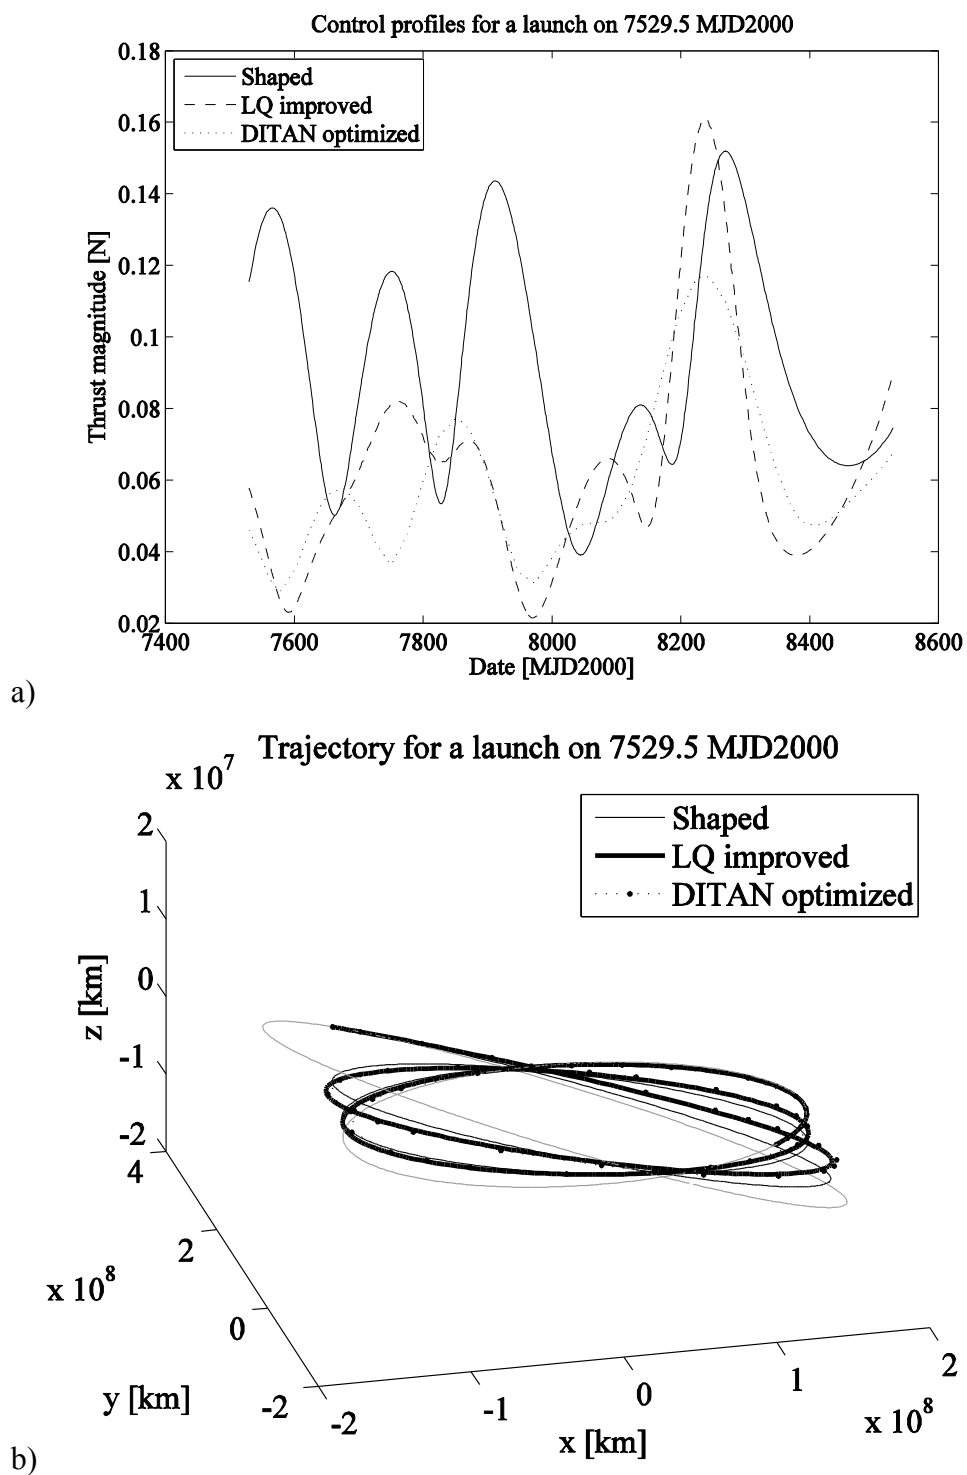 Control profiles for a launch on 7529.5 MJD2000
0.18
0.16
0.14
0.12
0.1
0.08
0.06
0.04
0.02
Thrust magnitude [N]
Shaped
LQ improved
DITAN optimized
7400 7600 7800 8000 8200 8400 8600
Date [MJD2000]
a)
Trajectory for a launch on 7529.5 MJD2000
x 10^7
Shaped
LQ improved
DITAN optimized
2
1
0
-1
-2
z [km]
4
2
0
-2
x 10^8
y [km]
-2 -1 0 1 2
x 10^8
x [km]
b)